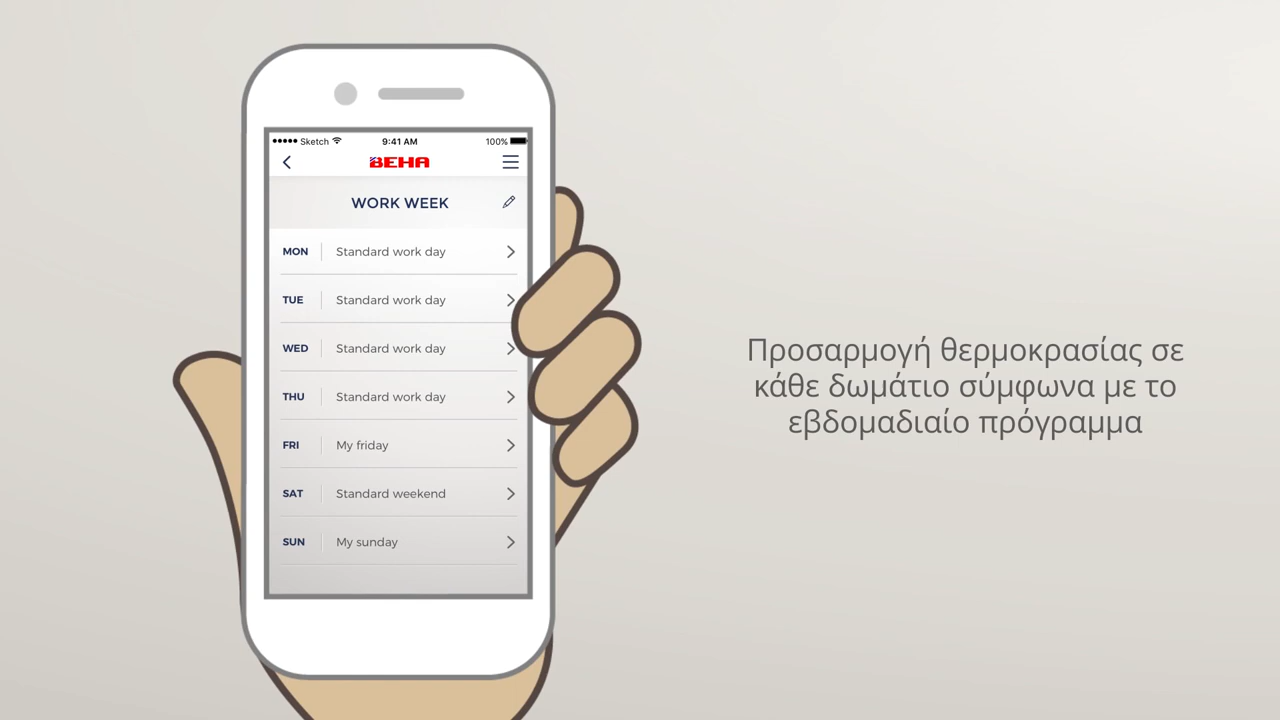 Sketch 9:41 AM 100%
BEHA
WORK WEEK
MON Standard work day
TUE Standard work day
WED Standard work day
THU Standard work day
FRI My friday
SAT Standard weekend
SUN My sunday
Προσαρμογή θερμοκρασίας σε
κάθε δωμάτιο σύμφωνα με το
εβδομαδιαίο πρόγραμμα